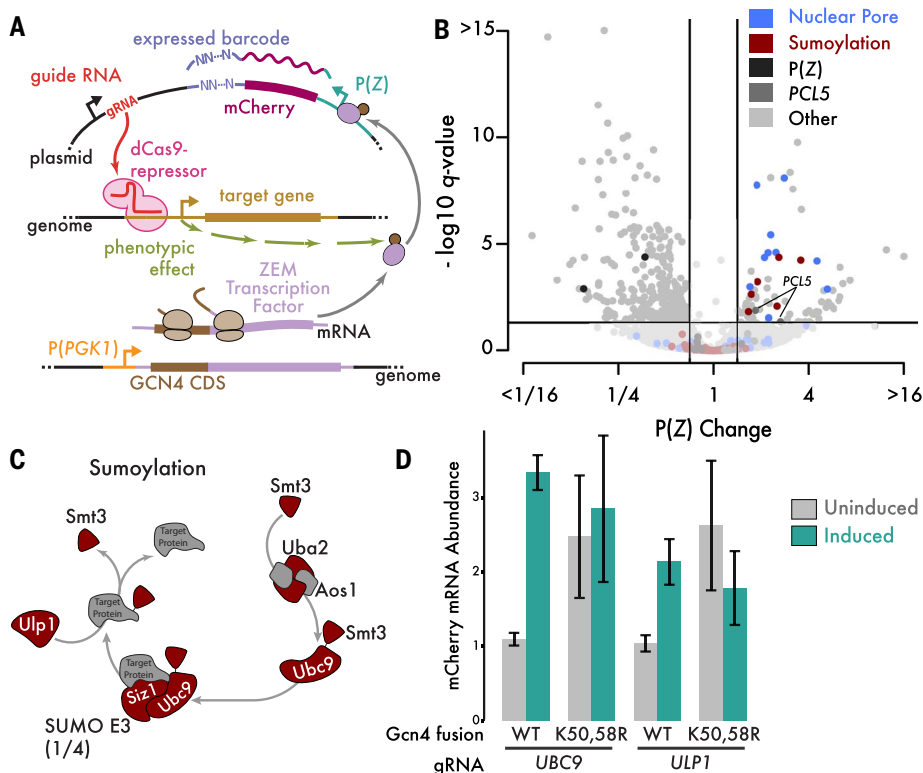 A
expressed barcode
NN···N
guide RNA
NN···N
P(Z)
gRNA
mCherry
plasmid
dCas9-
repressor
target gene
genome
phenotypic
effect
ZEM
Transcription
Factor
mRNA
P(PGK1)
GCN4 CDS
genome
B
Nuclear Pore
Sumoylation
P(Z)
PCL5
Other
- log10 q-value
>15
10
5
0
PCL5
<1/16
1/4
1
4
>16
P(Z) Change
C
Sumoylation
Smt3
Target
Protein
Smt3
Uba2
Aos1
Target
Protein
Ulp1
Smt3
Ubc9
Target
Protein
Siz1
Ubc9
SUMO E3
(1/4)
D
mCherry mRNA Abundance
3
2
1
0
Uninduced
Induced
Gcn4 fusion
WT
K50,58R
WT
K50,58R
gRNA
UBC9
ULP1